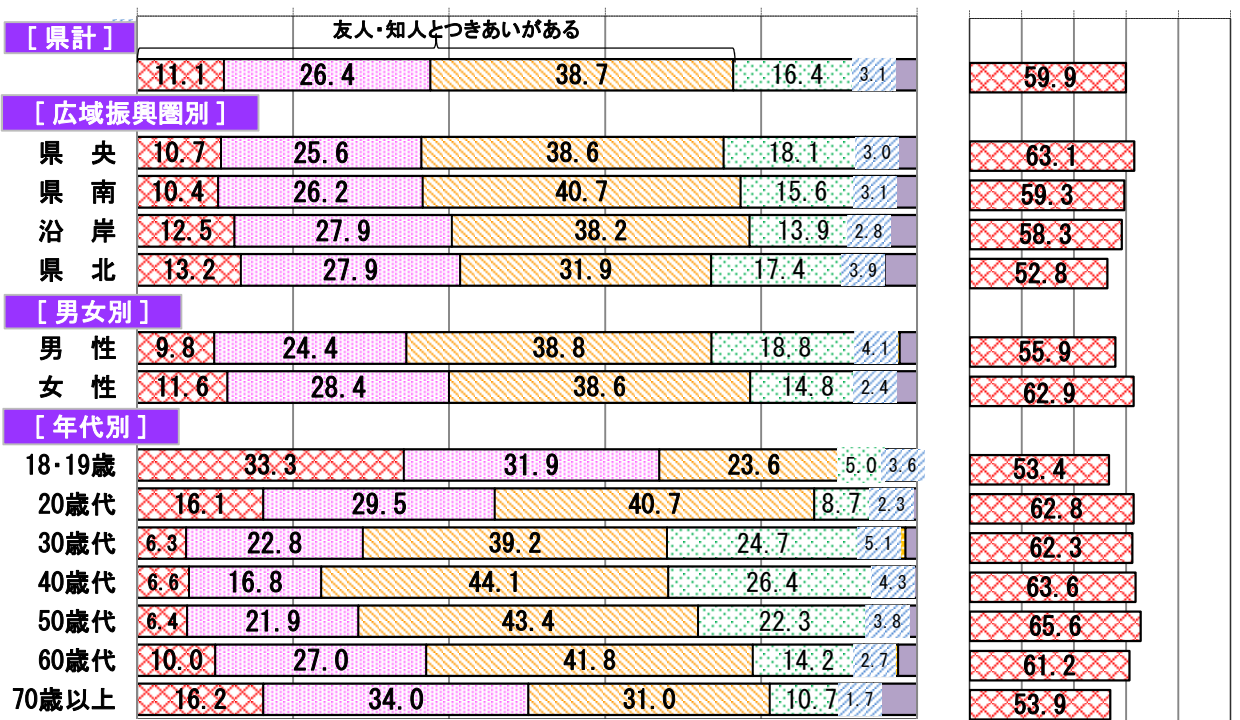 友人・知人とつきあいがある
[ 県計 ]
11.1 26.4 38.7 16.4 3.1 59.9
[ 広域振興圏別 ]
県 央 10.7 25.6 38.6 18.1 3.0 63.1
県 南 10.4 26.2 40.7 15.6 3.1 59.3
沿 岸 12.5 27.9 38.2 13.9 2.8 58.3
県 北 13.2 27.9 31.9 17.4 3.9 52.8
[ 男女別 ]
男 性 9.8 24.4 38.8 18.8 4.1 55.9
女 性 11.6 28.4 38.6 14.8 2.4 62.9
[ 年代別 ]
18・19歳 33.3 31.9 23.6 5.0 3.6 53.4
20歳代 16.1 29.5 40.7 8.7 2.3 62.8
30歳代 6.3 22.8 39.2 24.7 5.1 62.3
40歳代 6.6 16.8 44.1 26.4 4.3 63.6
50歳代 6.4 21.9 43.4 22.3 3.8 65.6
60歳代 10.0 27.0 41.8 14.2 2.7 61.2
70歳以上 16.2 34.0 31.0 10.7 1.7 53.9